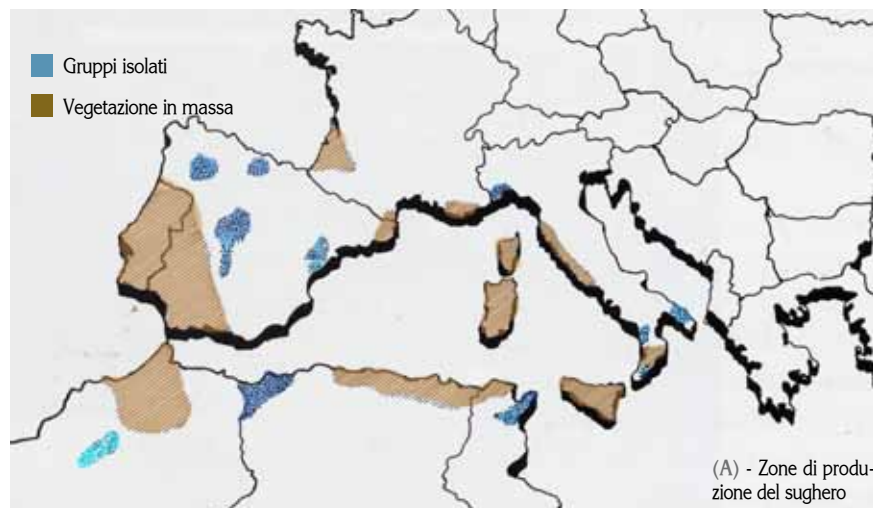 Gruppi isolati
Vegetazione in massa
(A) - Zone di produ-
zione del sughero